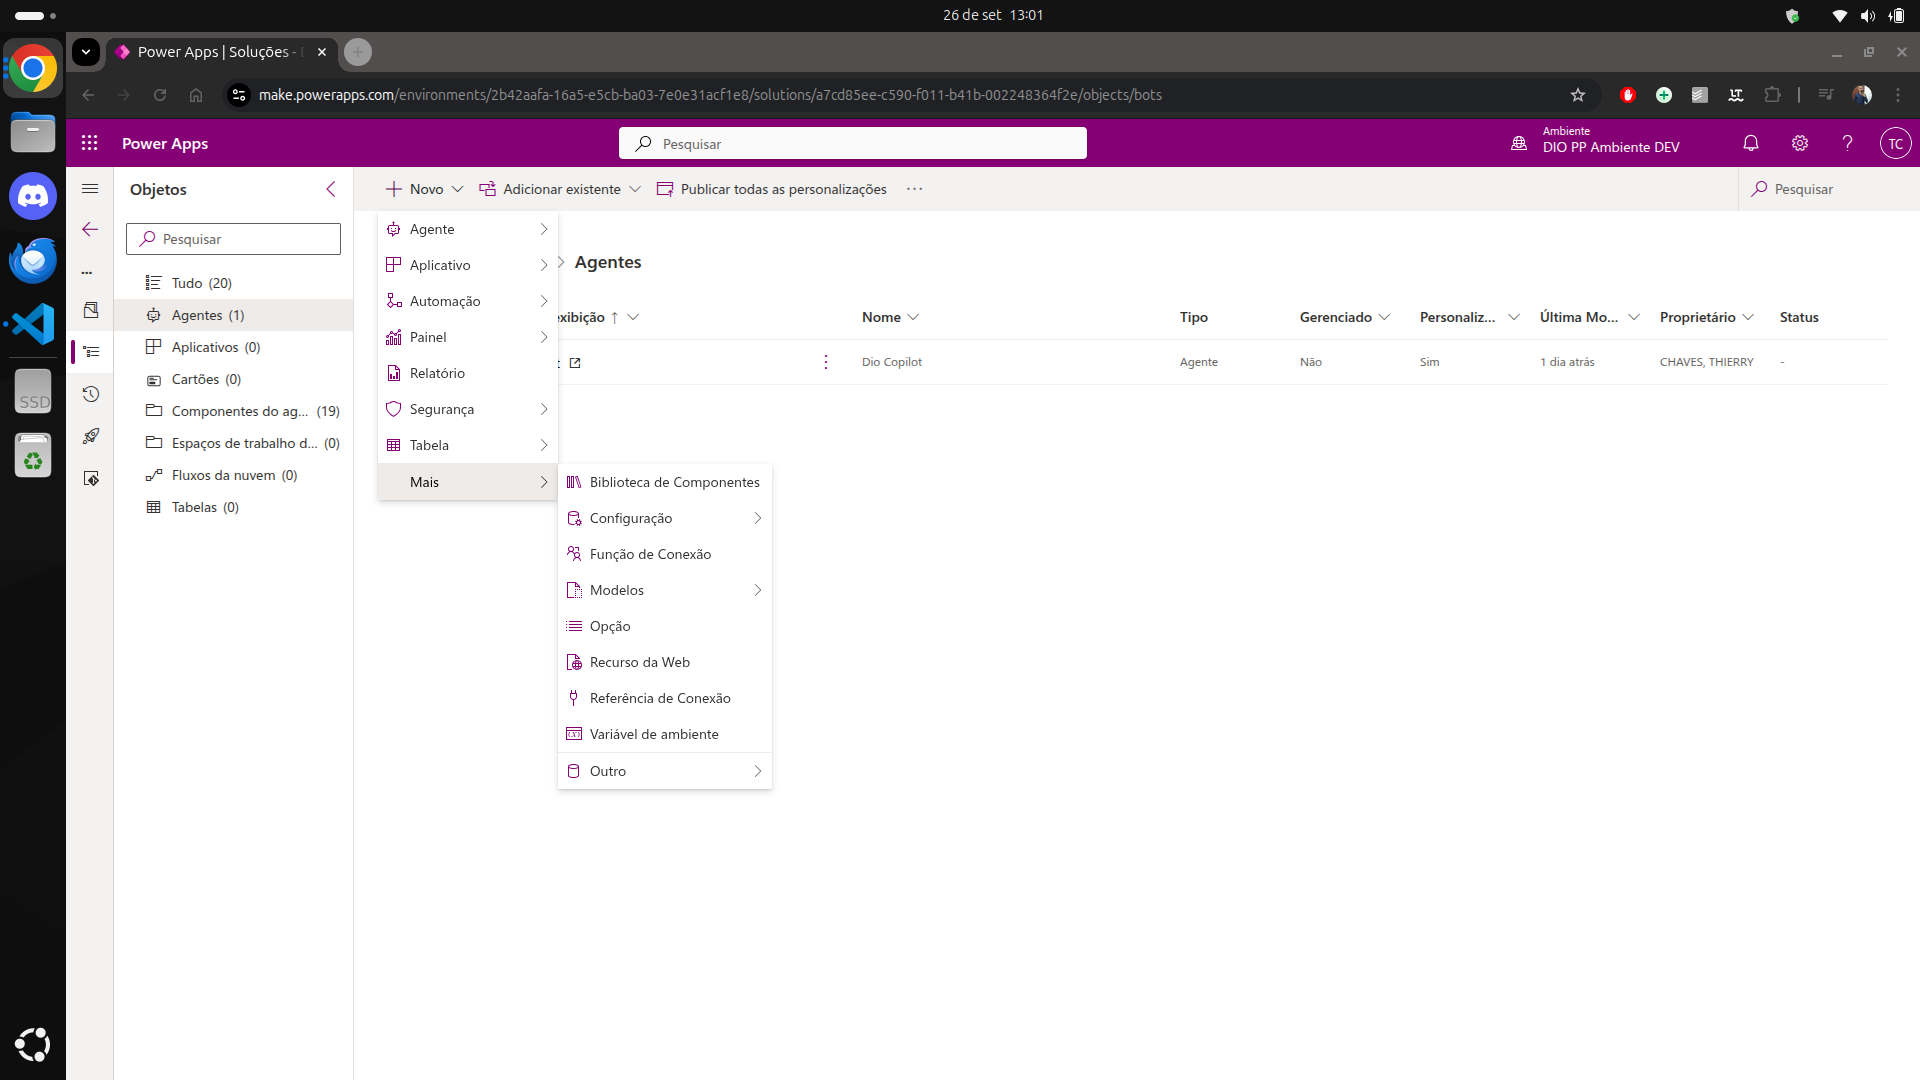 26 de set 13:01
Power Apps | Soluções -
make.powerapps.com/environments/2b42aafa-16a5-e5cb-ba03-7e0e31acf1e8/solutions/a7cd85ee-c590-f011-b41b-002248364f2e/objects/bots
Power Apps
Pesquisar
Ambiente
DIO PP Ambiente DEV
TC
Objetos
Novo
Adicionar existente
Publicar todas as personalizações
Pesquisar
Pesquisar
Tudo (20)
Agentes (1)
Aplicativos (0)
Cartões (0)
Componentes do ag... (19)
Espaços de trabalho d... (0)
Fluxos da nuvem (0)
Tabelas (0)
Agente
Aplicativo
Automação
Painel
Relatório
Segurança
Tabela
Mais
Biblioteca de Componentes
Configuração
Função de Conexão
Modelos
Opção
Recurso da Web
Referência de Conexão
Variável de ambiente
Outro
Agentes
exibição ↑ Nome Tipo Gerenciado Personaliz... Última Mo... Proprietário Status
Dio Copilot Agente Não Sim 1 dia atrás CHAVES, THIERRY -
SSD